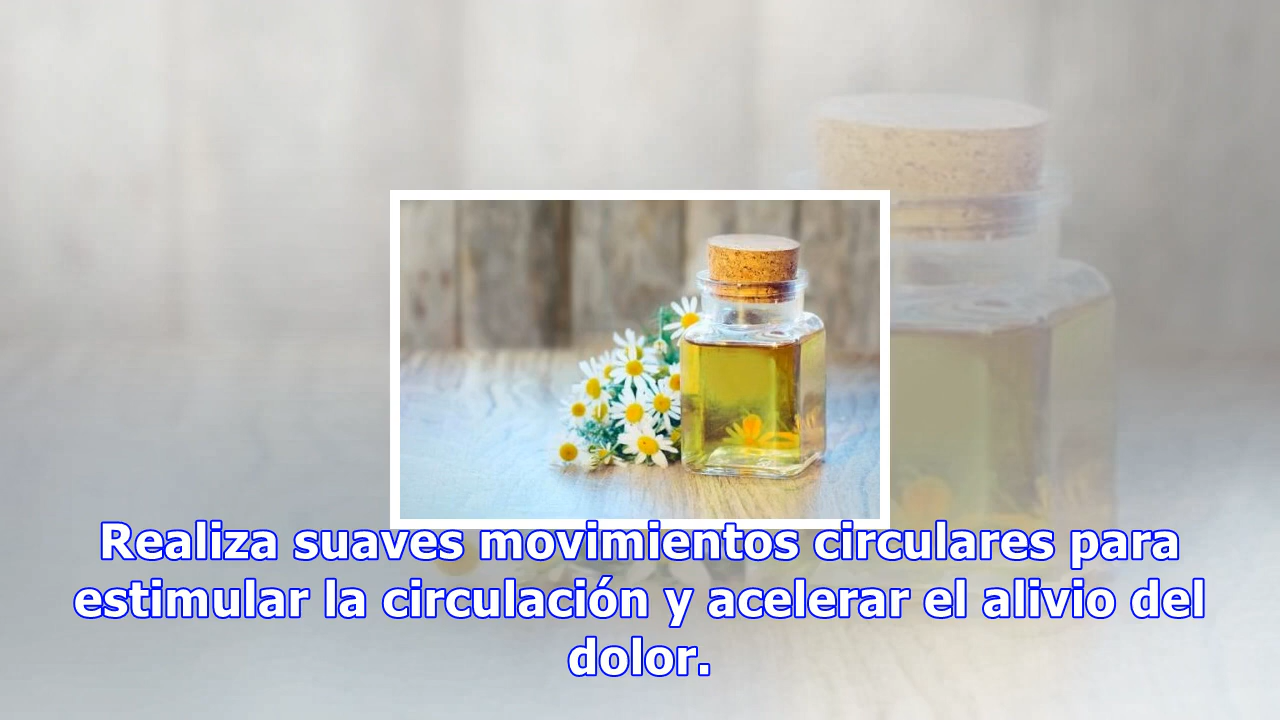 Realiza suaves movimientos circulares para
estimular la circulación y acelerar el alivio del
dolor.